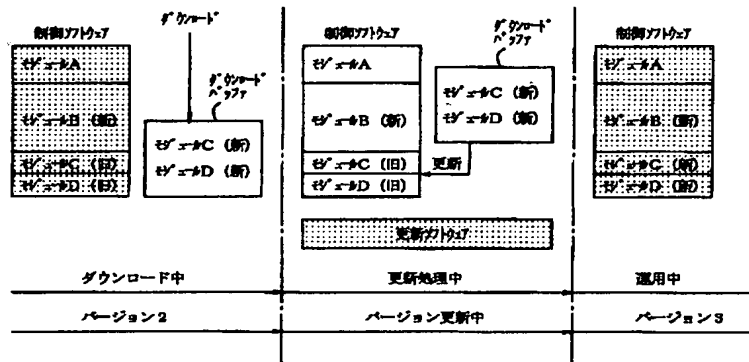 制御ソフトウェア
モジュールA
モジュールB (新)
モジュールC (旧)
モジュールD (旧)
ダウンロード
ダウンロード
バッファ
モジュールC (新)
モジュールD (新)
制御ソフトウェア
モジュールA
モジュールB (新)
モジュールC (旧)
モジュールD (旧)
ダウンロード
バッファ
モジュールC (新)
モジュールD (新)
更新
更新ソフトウェア
制御ソフトウェア
モジュールA
モジュールB (新)
モジュールC (新)
モジュールD (新)
ダウンロード中
更新処理中
運用中
バージョン2
バージョン更新中
バージョン3